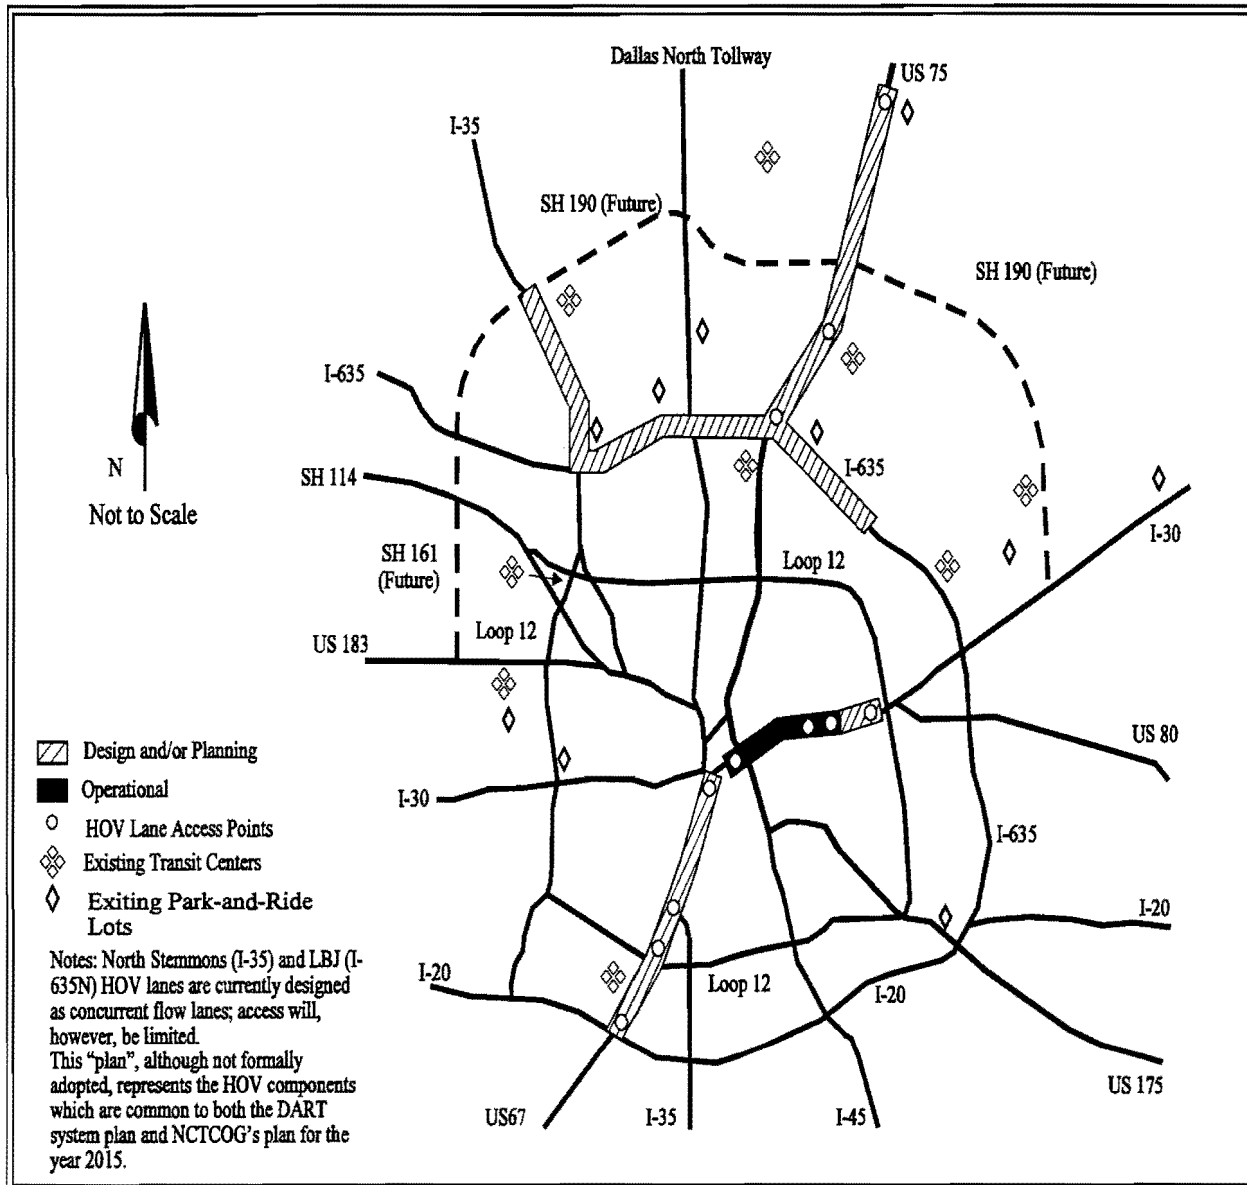 Dallas North Tollway
US 75
I-35
SH 190 (Future)
SH 190 (Future)
I-635
N
Not to Scale
SH 114
I-635
I-30
SH 161
(Future)
Loop 12
Loop 12
US 183
US 80
Design and/or Planning
Operational
I-30
HOV Lane Access Points
I-635
Existing Transit Centers
Exiting Park-and-Ride
Lots
I-20
Notes: North Stemmons (I-35) and LBJ (I-
635N) HOV lanes are currently designed
as concurrent flow lanes; access will,
however, be limited.
This “plan”, although not formally
adopted, represents the HOV components
which are common to both the DART
system plan and NCTCOG’s plan for the
year 2015.
I-20
Loop 12
I-20
US 175
US67
I-35
I-45